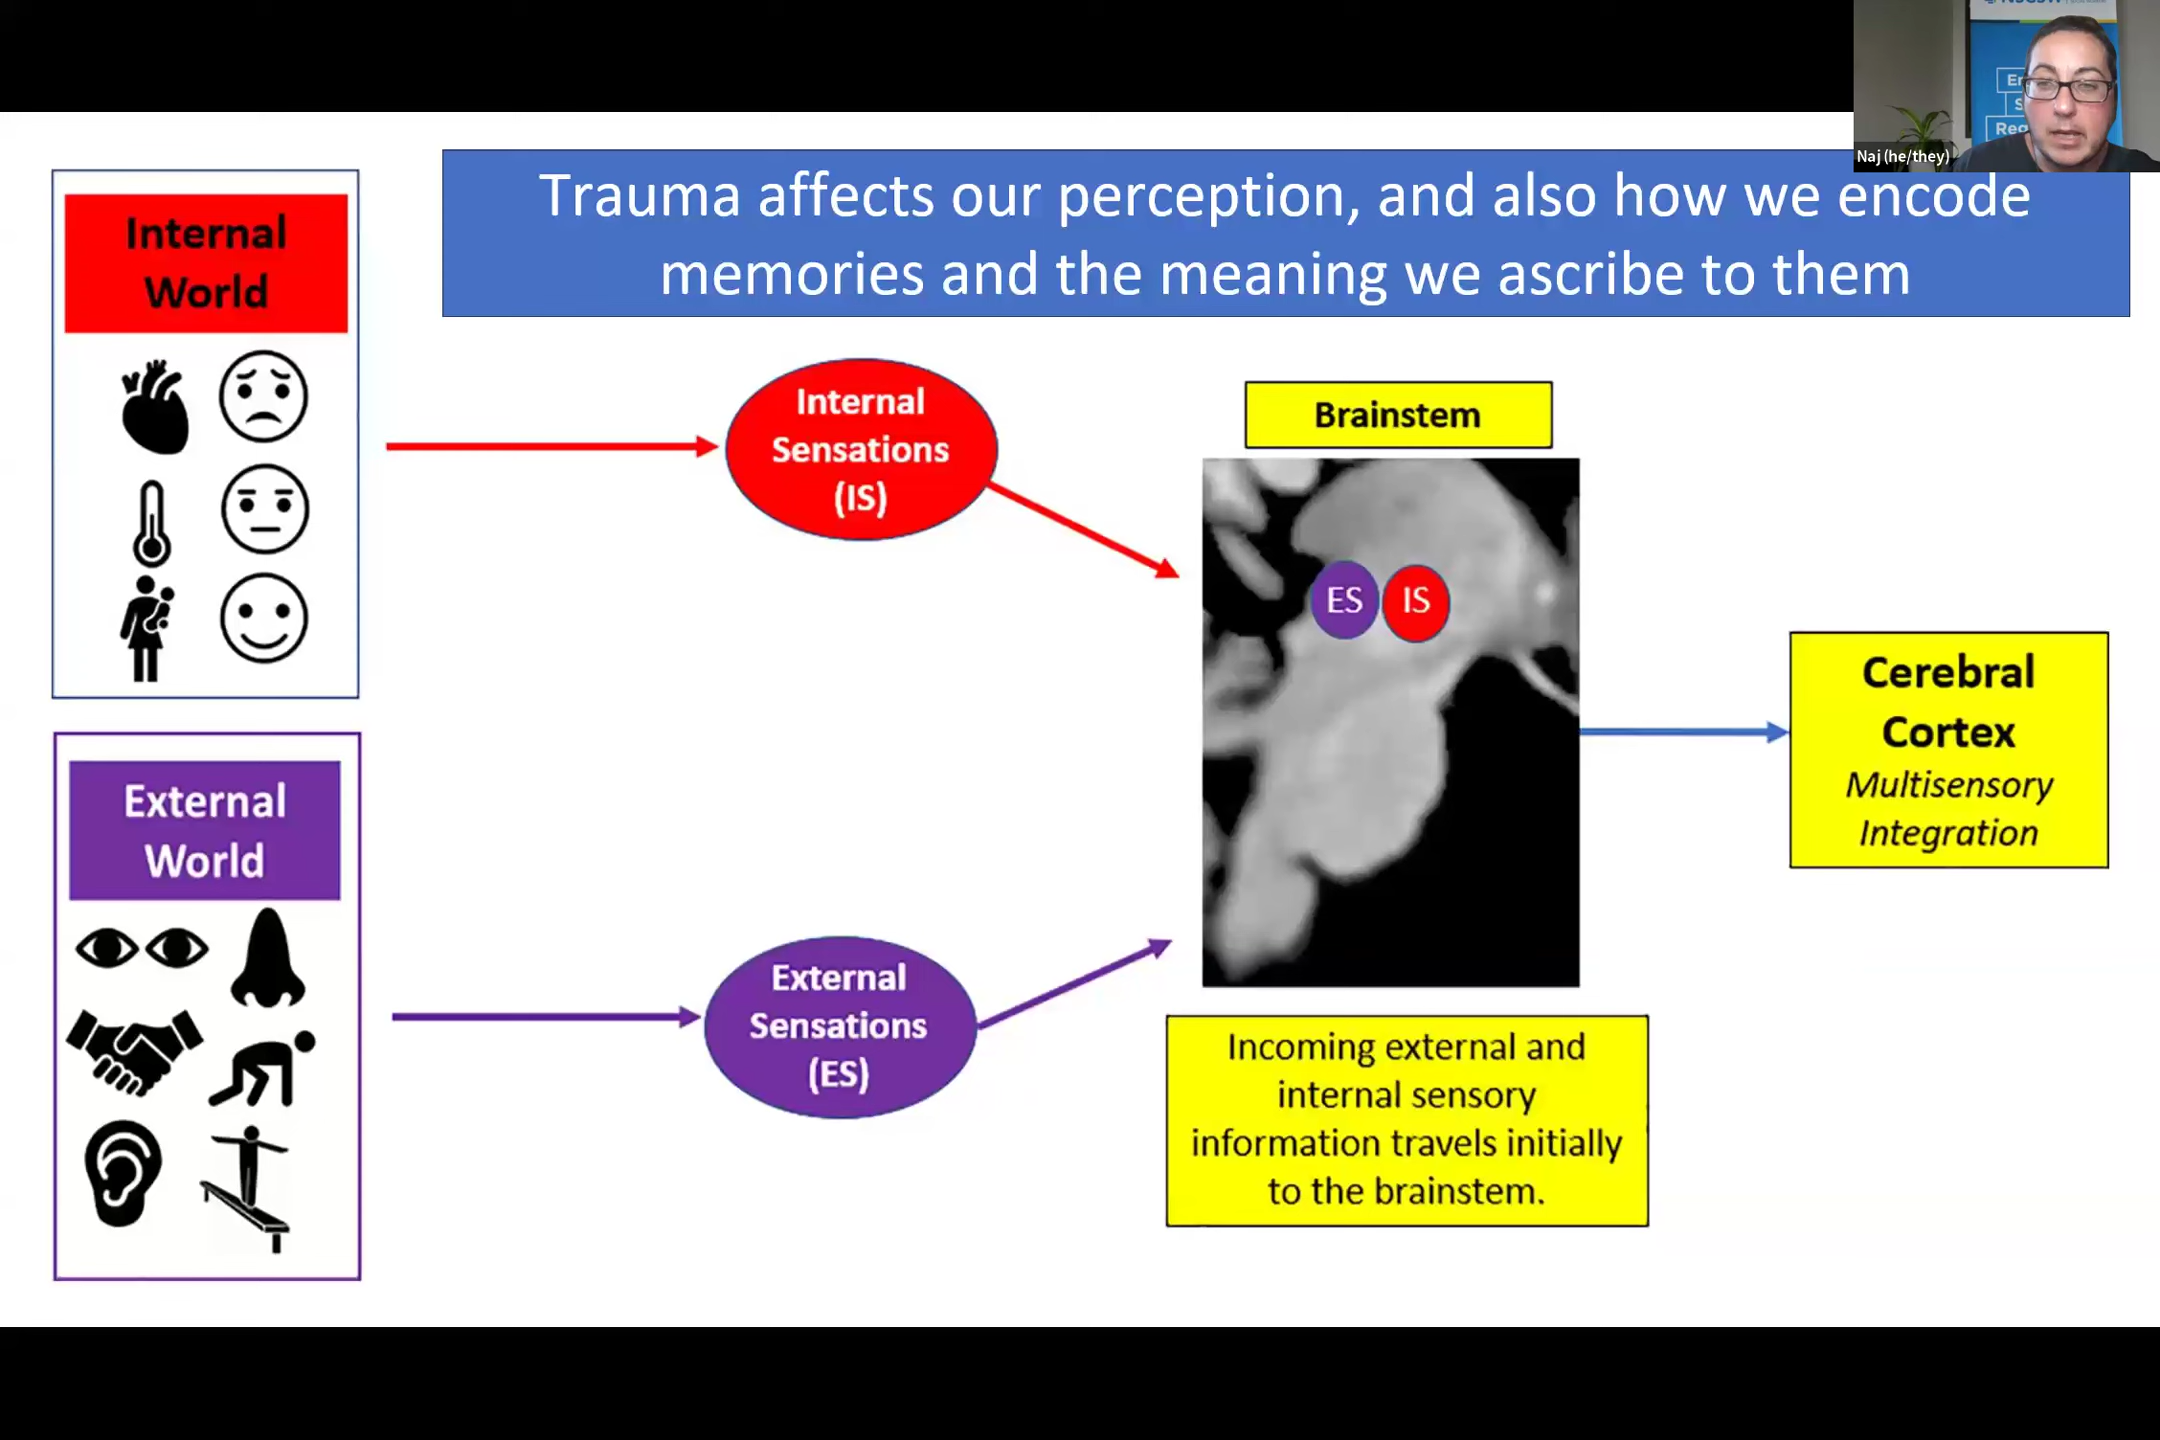 Naj (he/they)
Trauma affects our perception, and also how we encode
memories and the meaning we ascribe to them
Internal
World
Internal
Sensations
(IS)
Brainstem
ES
IS
Cerebral
Cortex
Multisensory
Integration
External
World
External
Sensations
(ES)
Incoming external and
internal sensory
information travels initially
to the brainstem.